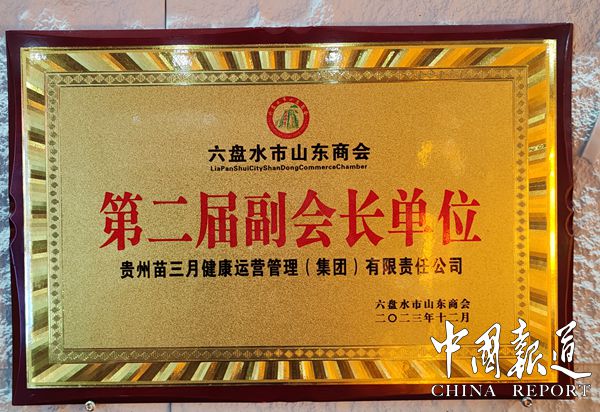 六盘水市山东商会
LiaPanShuiCityShanDongCommerceChamber
第二届副会长单位
贵州苗三月健康运营管理（集团）有限责任公司
六盘水市山东商会
二〇二三年十二月
中国報道
CHINA REPORT